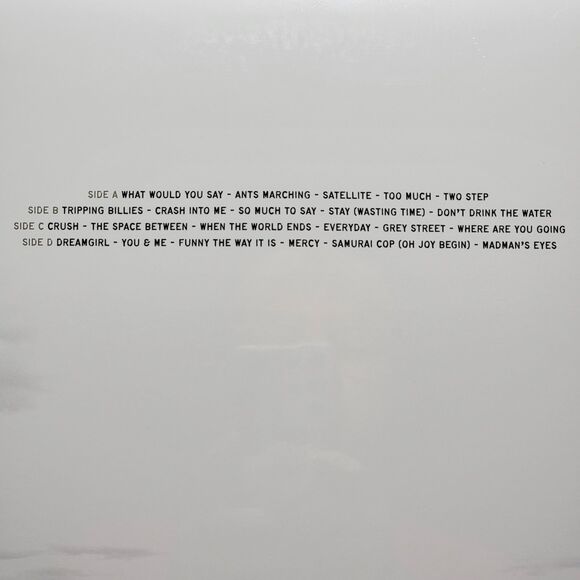 SIDE A WHAT WOULD YOU SAY - ANTS MARCHING - SATELLITE - TOO MUCH - TWO STEP
SIDE B TRIPPING BILLIES - CRASH INTO ME - SO MUCH TO SAY - STAY (WASTING TIME) - DON'T DRINK THE WATER
SIDE C CRUSH - THE SPACE BETWEEN - WHEN THE WORLD ENDS - EVERYDAY - GREY STREET - WHERE ARE YOU GOING
SIDE D DREAMGIRL - YOU & ME - FUNNY THE WAY IT IS - MERCY - SAMURAI COP (OH JOY BEGIN) - MADMAN'S EYES